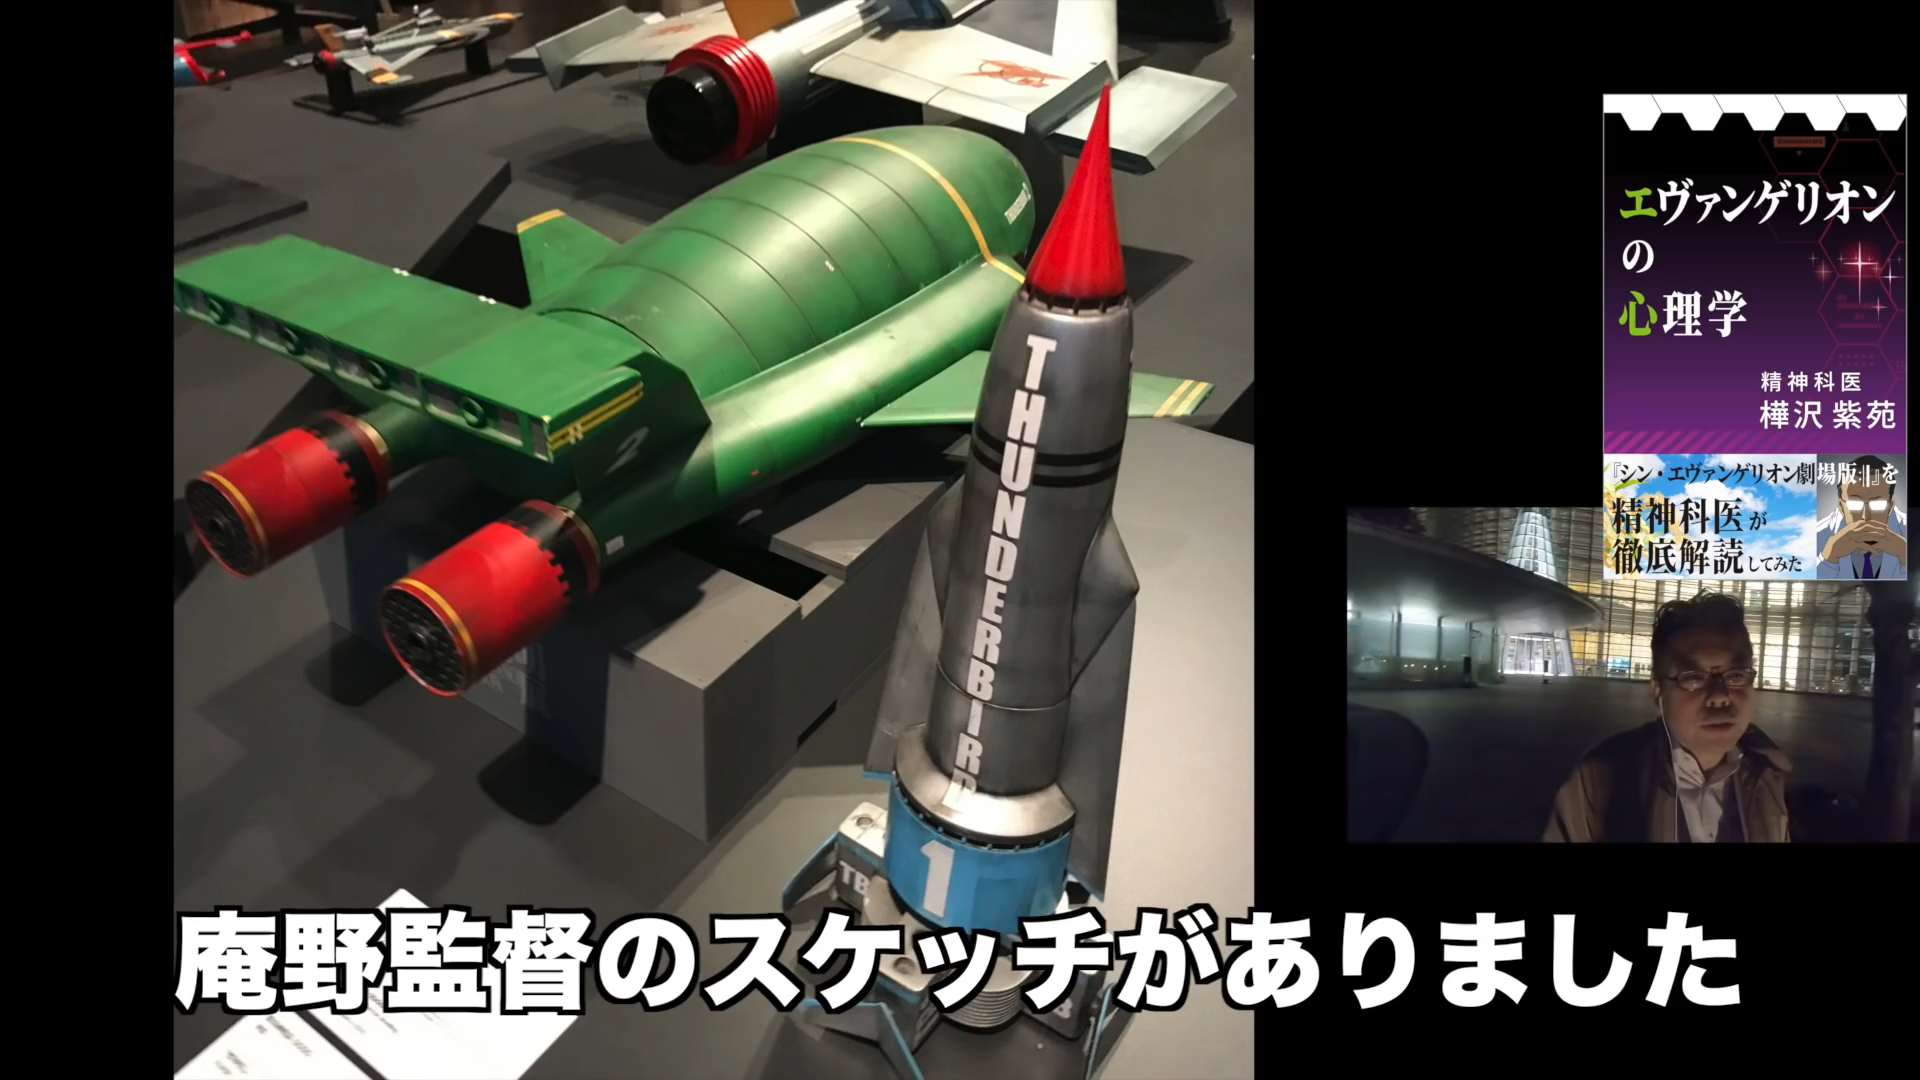 THUNDERBIRD
1
TB
2
エヴァンゲリオン
の
心理学
精神科医
樺沢 紫苑
『シン・エヴァンゲリオン劇場版:||』を
精神科医が
徹底解読してみた
庵野監督のスケッチがありました